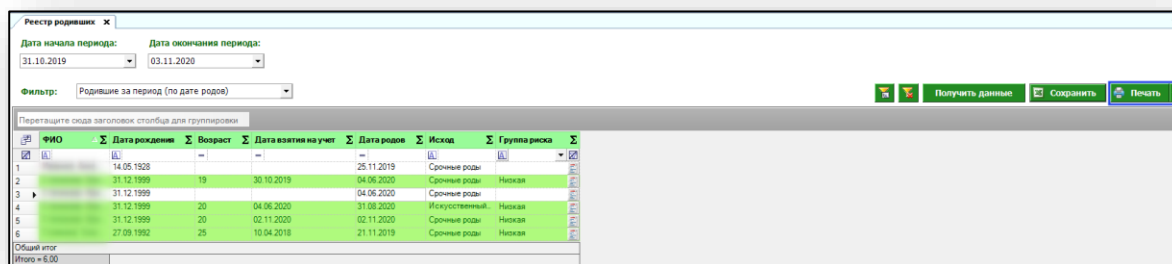 Реестр родивших x
Дата начала периода: Дата окончания периода:
31.10.2019 03.11.2020
Фильтр: Родившие за период (по дате родов) Получить данные Сохранить Печать
Перетащите сюда заголовок столбца для группировки
ФИО Σ Дата рождения Σ Возраст Σ Дата взятия на учет Σ Дата родов Σ Исход Σ Группа риска Σ
A A = = = A A
1 14.05.1928 25.11.2019 Срочные роды
2 31.12.1999 19 30.10.2019 04.06.2020 Срочные роды Низкая
3 31.12.1999 04.06.2020 Срочные роды
4 31.12.1999 20 04.06.2020 31.08.2020 Искусственный.. Низкая
5 31.12.1999 20 02.11.2020 02.11.2020 Срочные роды Низкая
6 27.09.1992 25 10.04.2018 21.11.2019 Срочные роды Низкая
Общий итог
Итого = 6,00